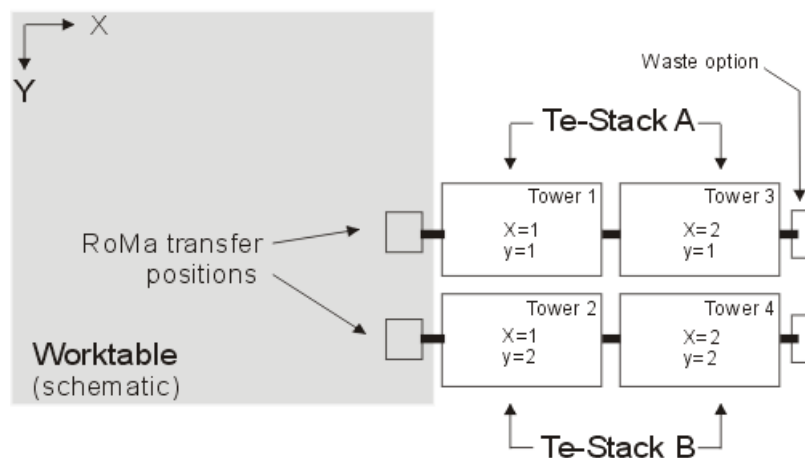 X
Y
Waste option
Te-Stack A
Tower 1
X=1
y=1
Tower 3
X=2
y=1
RoMa transfer
positions
Tower 2
X=1
y=2
Tower 4
X=2
y=2
Worktable
(schematic)
Te-Stack B